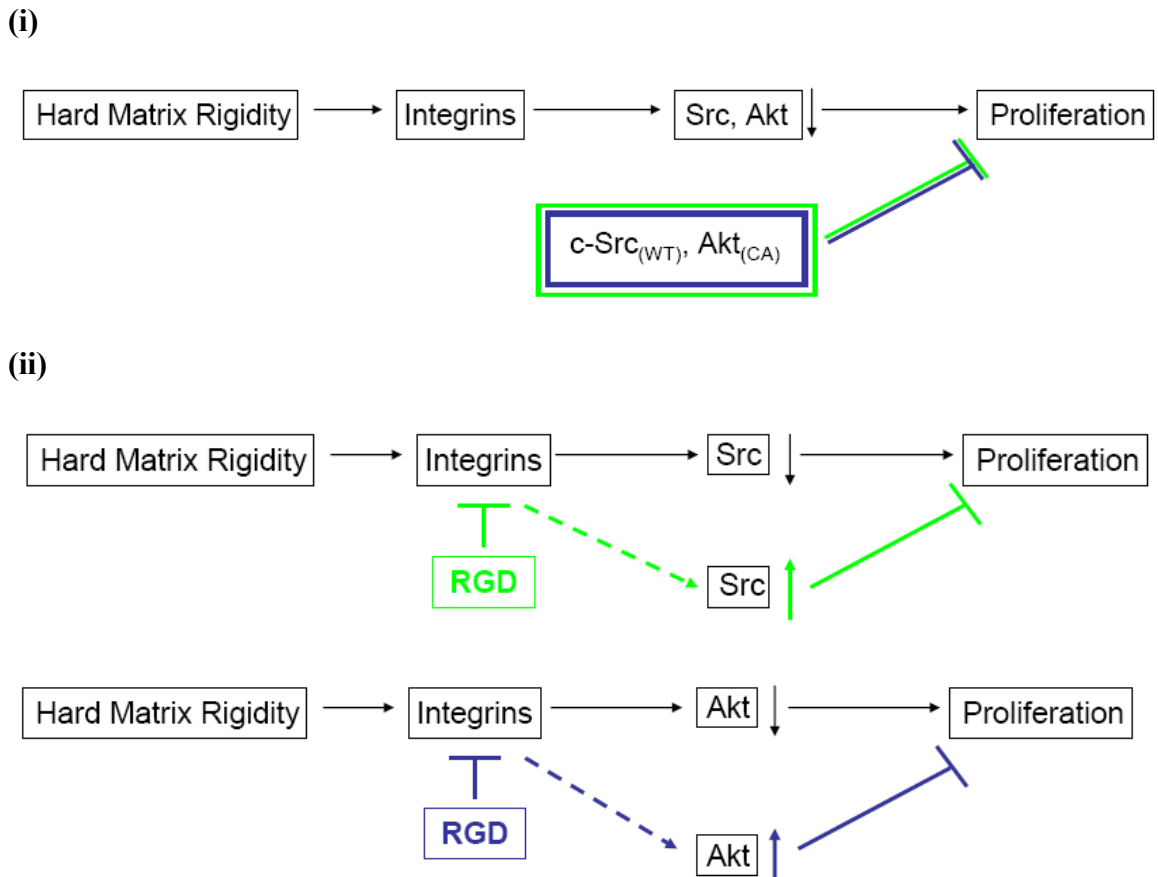 (i)
Hard Matrix Rigidity Integrins Src, Akt Proliferation
c-Src(WT), Akt(CA)
(ii)
Hard Matrix Rigidity Integrins Src Proliferation
RGD Src
Hard Matrix Rigidity Integrins Akt Proliferation
RGD Akt